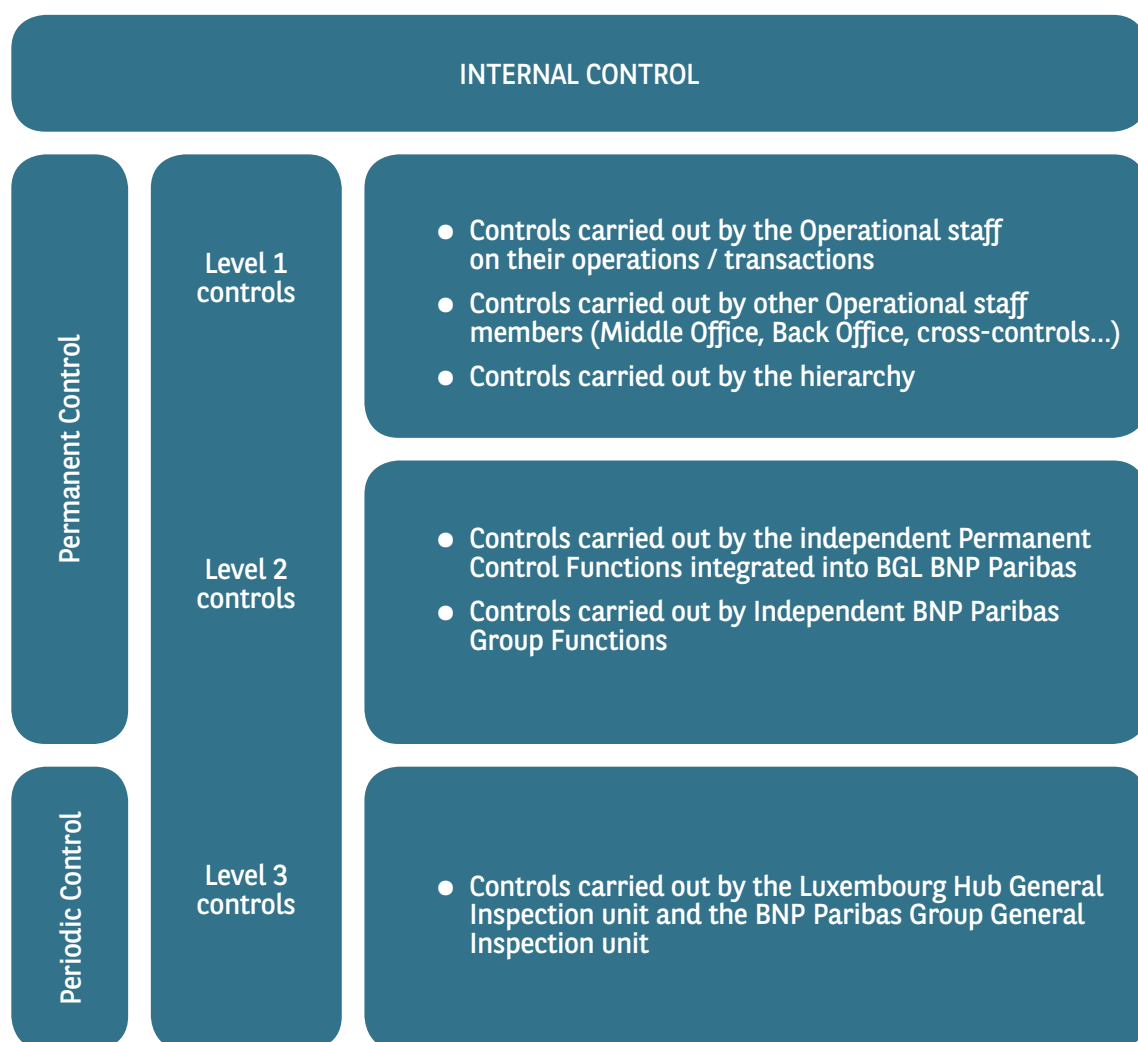 INTERNAL CONTROL
Permanent Control
Level 1
controls
● Controls carried out by the Operational staff
on their operations / transactions
● Controls carried out by other Operational staff
members (Middle Office, Back Office, cross-controls...)
● Controls carried out by the hierarchy
Level 2
controls
● Controls carried out by the independent Permanent
Control Functions integrated into BGL BNP Paribas
● Controls carried out by Independent BNP Paribas
Group Functions
Periodic Control
Level 3
controls
● Controls carried out by the Luxembourg Hub General
Inspection unit and the BNP Paribas Group General
Inspection unit